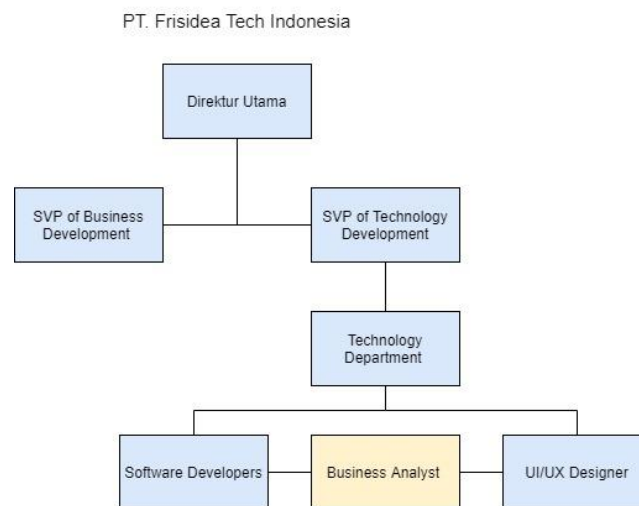 PT. Frisidea Tech Indonesia
Direktur Utama
SVP of Business
Development
SVP of Technology
Development
Technology
Department
Software Developers
Business Analyst
UI/UX Designer